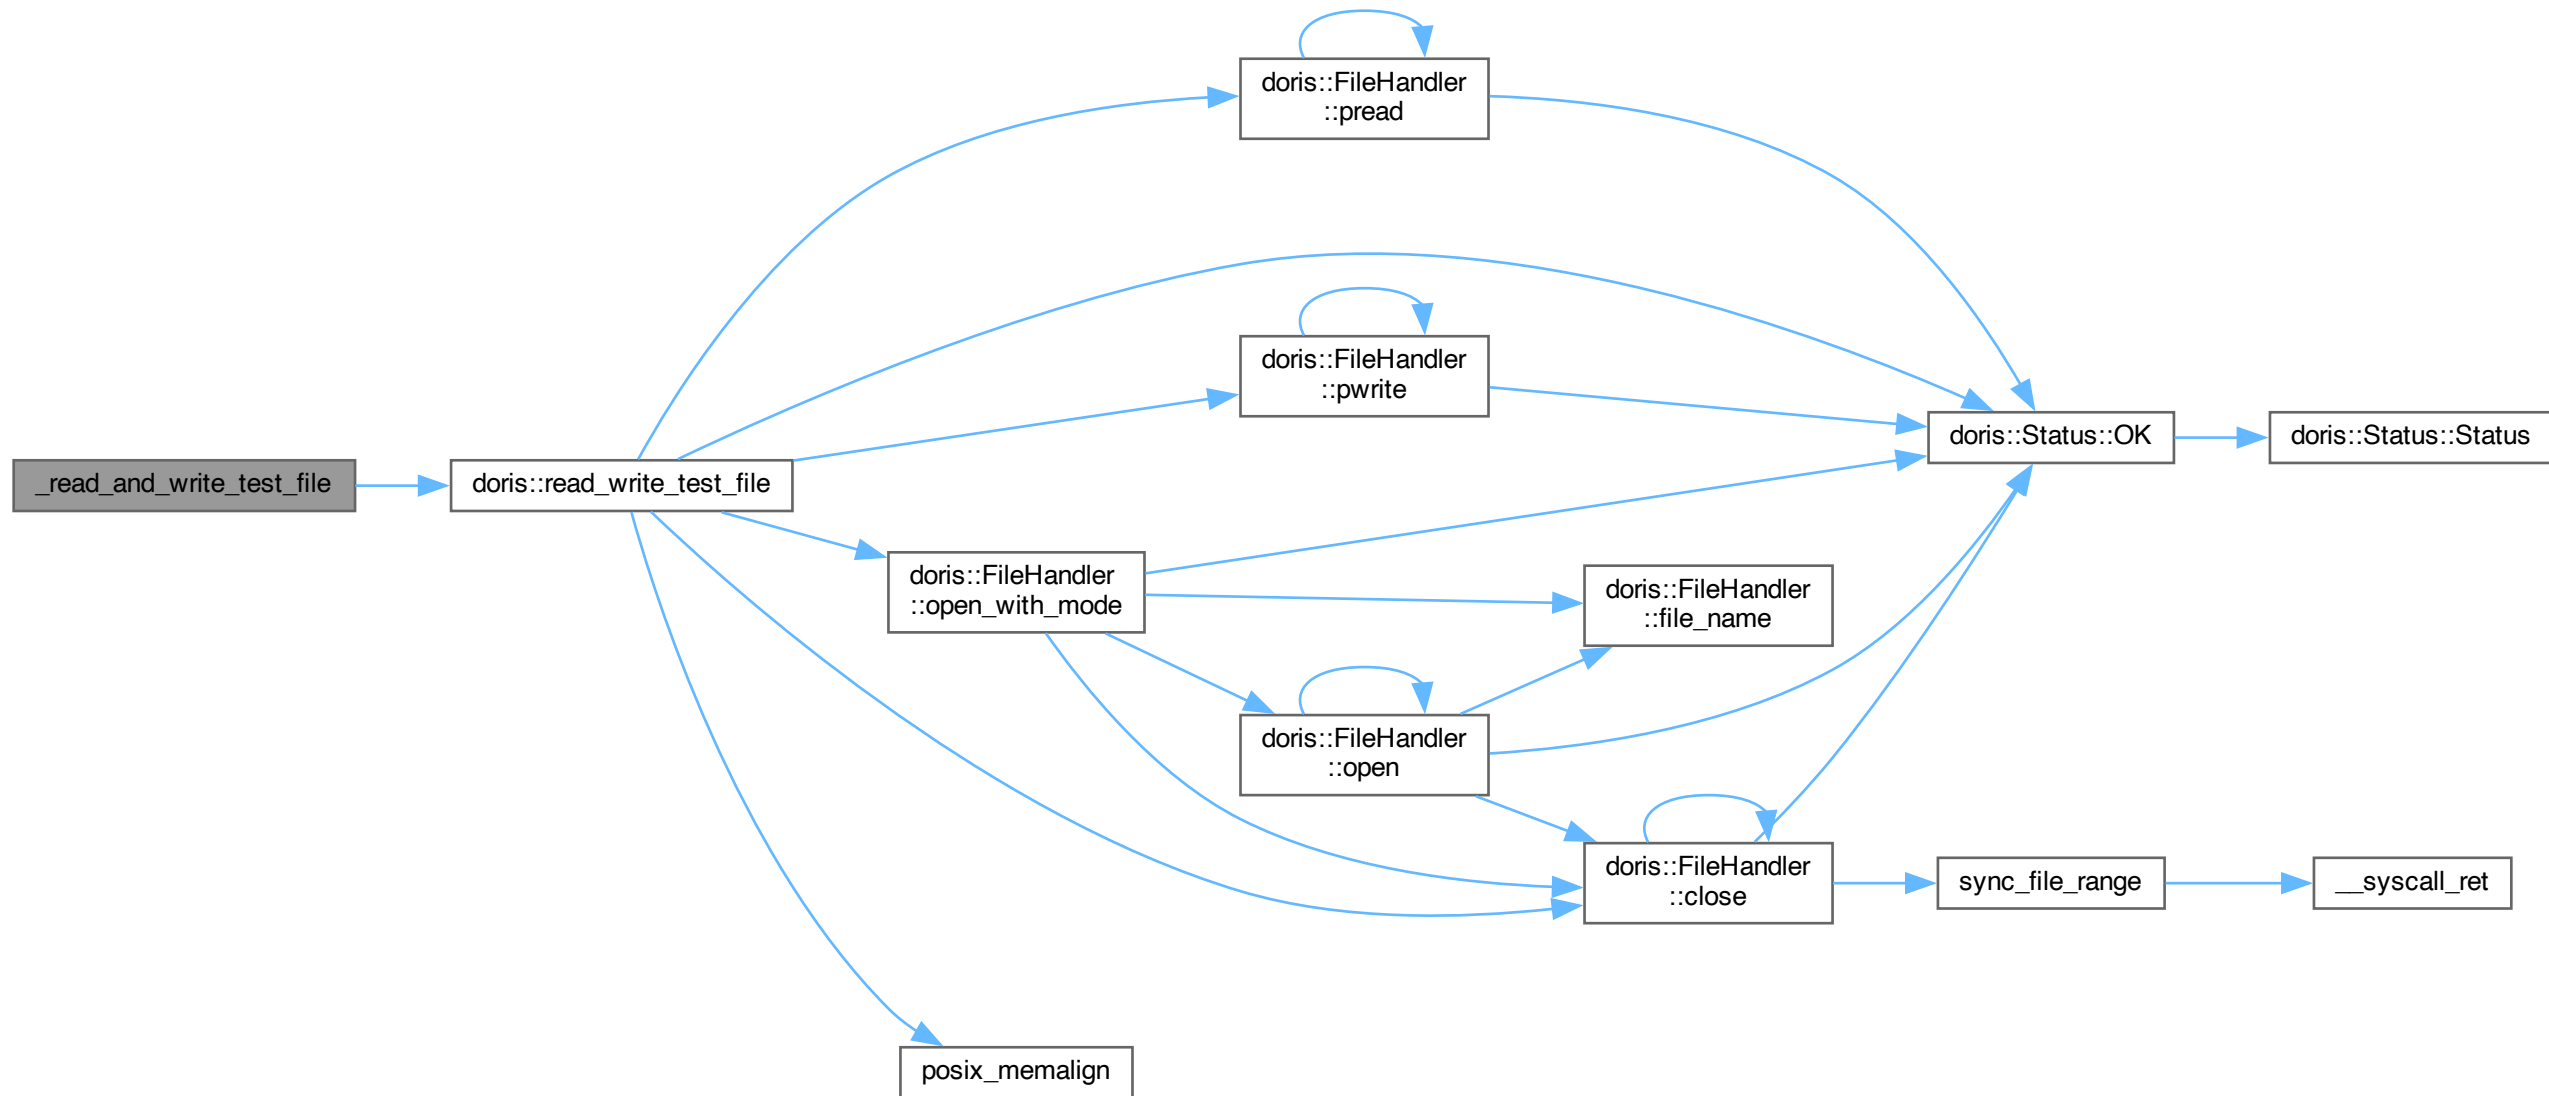 _read_and_write_test_file
doris::read_write_test_file
doris::FileHandler
::pread
doris::FileHandler
::pwrite
doris::FileHandler
::open_with_mode
doris::FileHandler
::open
posix_memalign
doris::FileHandler
::file_name
doris::FileHandler
::close
doris::Status::OK
sync_file_range
doris::Status::Status
__syscall_ret